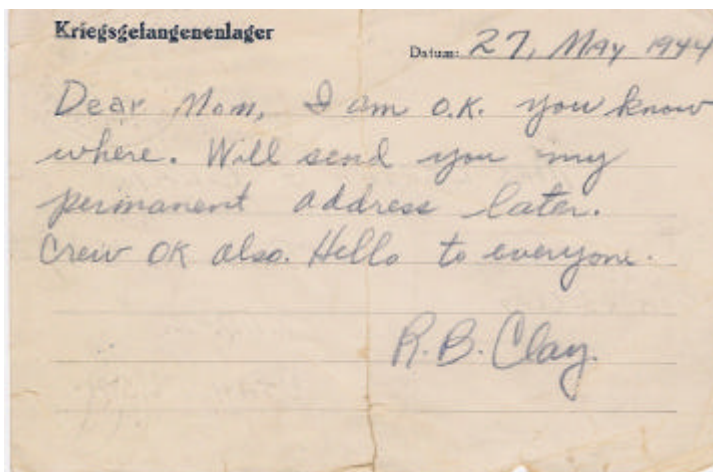 Kriegsgefangenenlager
Datum: 27, May 1944
Dear Mom, I am O.K. you know
where. Will send you my
permanent address later.
Crew OK also. Hello to everyone.
R.B. Clay.